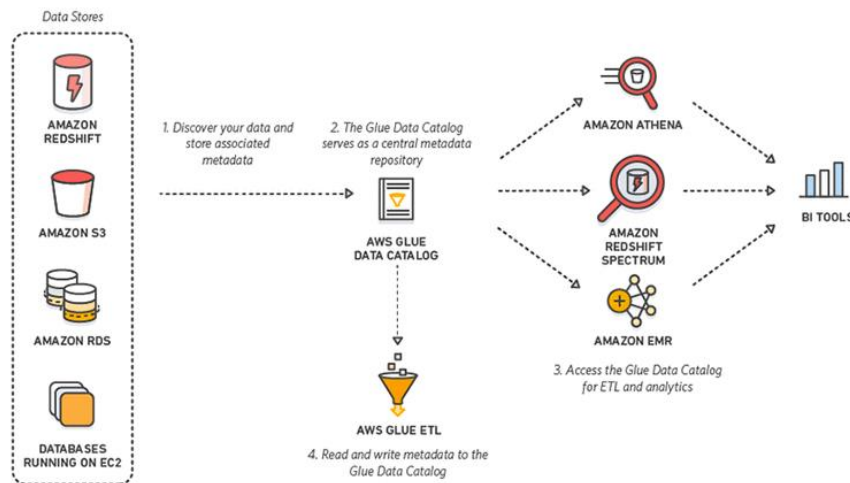 Data Stores
AMAZON
REDSHIFT
AMAZON S3
AMAZON RDS
DATABASES
RUNNING ON EC2
1. Discover your data and
store associated
metadata
2. The Glue Data Catalog
serves as a central metadata
repository
AWS GLUE
DATA CATALOG
AWS GLUE ETL
4. Read and write metadata to the
Glue Data Catalog
AMAZON ATHENA
AMAZON
REDSHIFT
SPECTRUM
AMAZON EMR
3. Access the Glue Data Catalog
for ETL and analytics
BI TOOLS